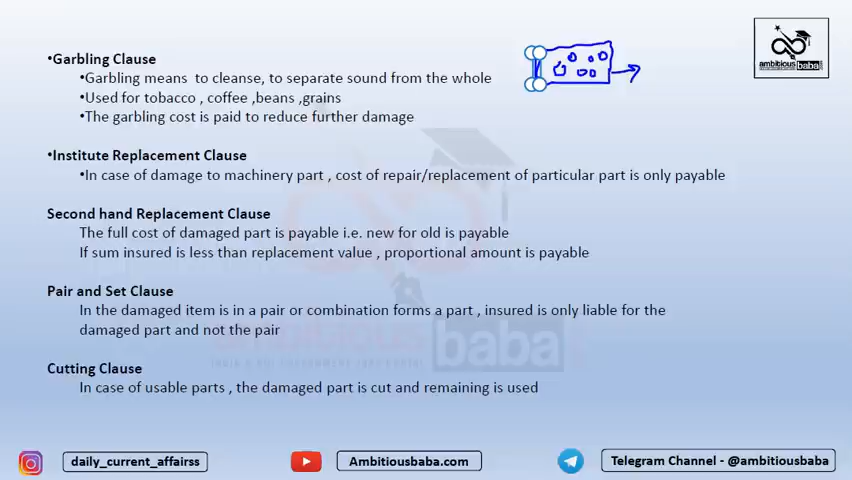 •Garbling Clause
•Garbling means to cleanse, to separate sound from the whole
•Used for tobacco , coffee ,beans ,grains
•The garbling cost is paid to reduce further damage
•Institute Replacement Clause
•In case of damage to machinery part , cost of repair/replacement of particular part is only payable
Second hand Replacement Clause
The full cost of damaged part is payable i.e. new for old is payable
If sum insured is less than replacement value , proportional amount is payable
Pair and Set Clause
In the damaged item is in a pair or combination forms a part , insured is only liable for the
damaged part and not the pair
Cutting Clause
In case of usable parts , the damaged part is cut and remaining is used
ambitious baba
ambitious baba
daily_current_affairss
Ambitiousbaba.com
Telegram Channel - @ambitiousbaba